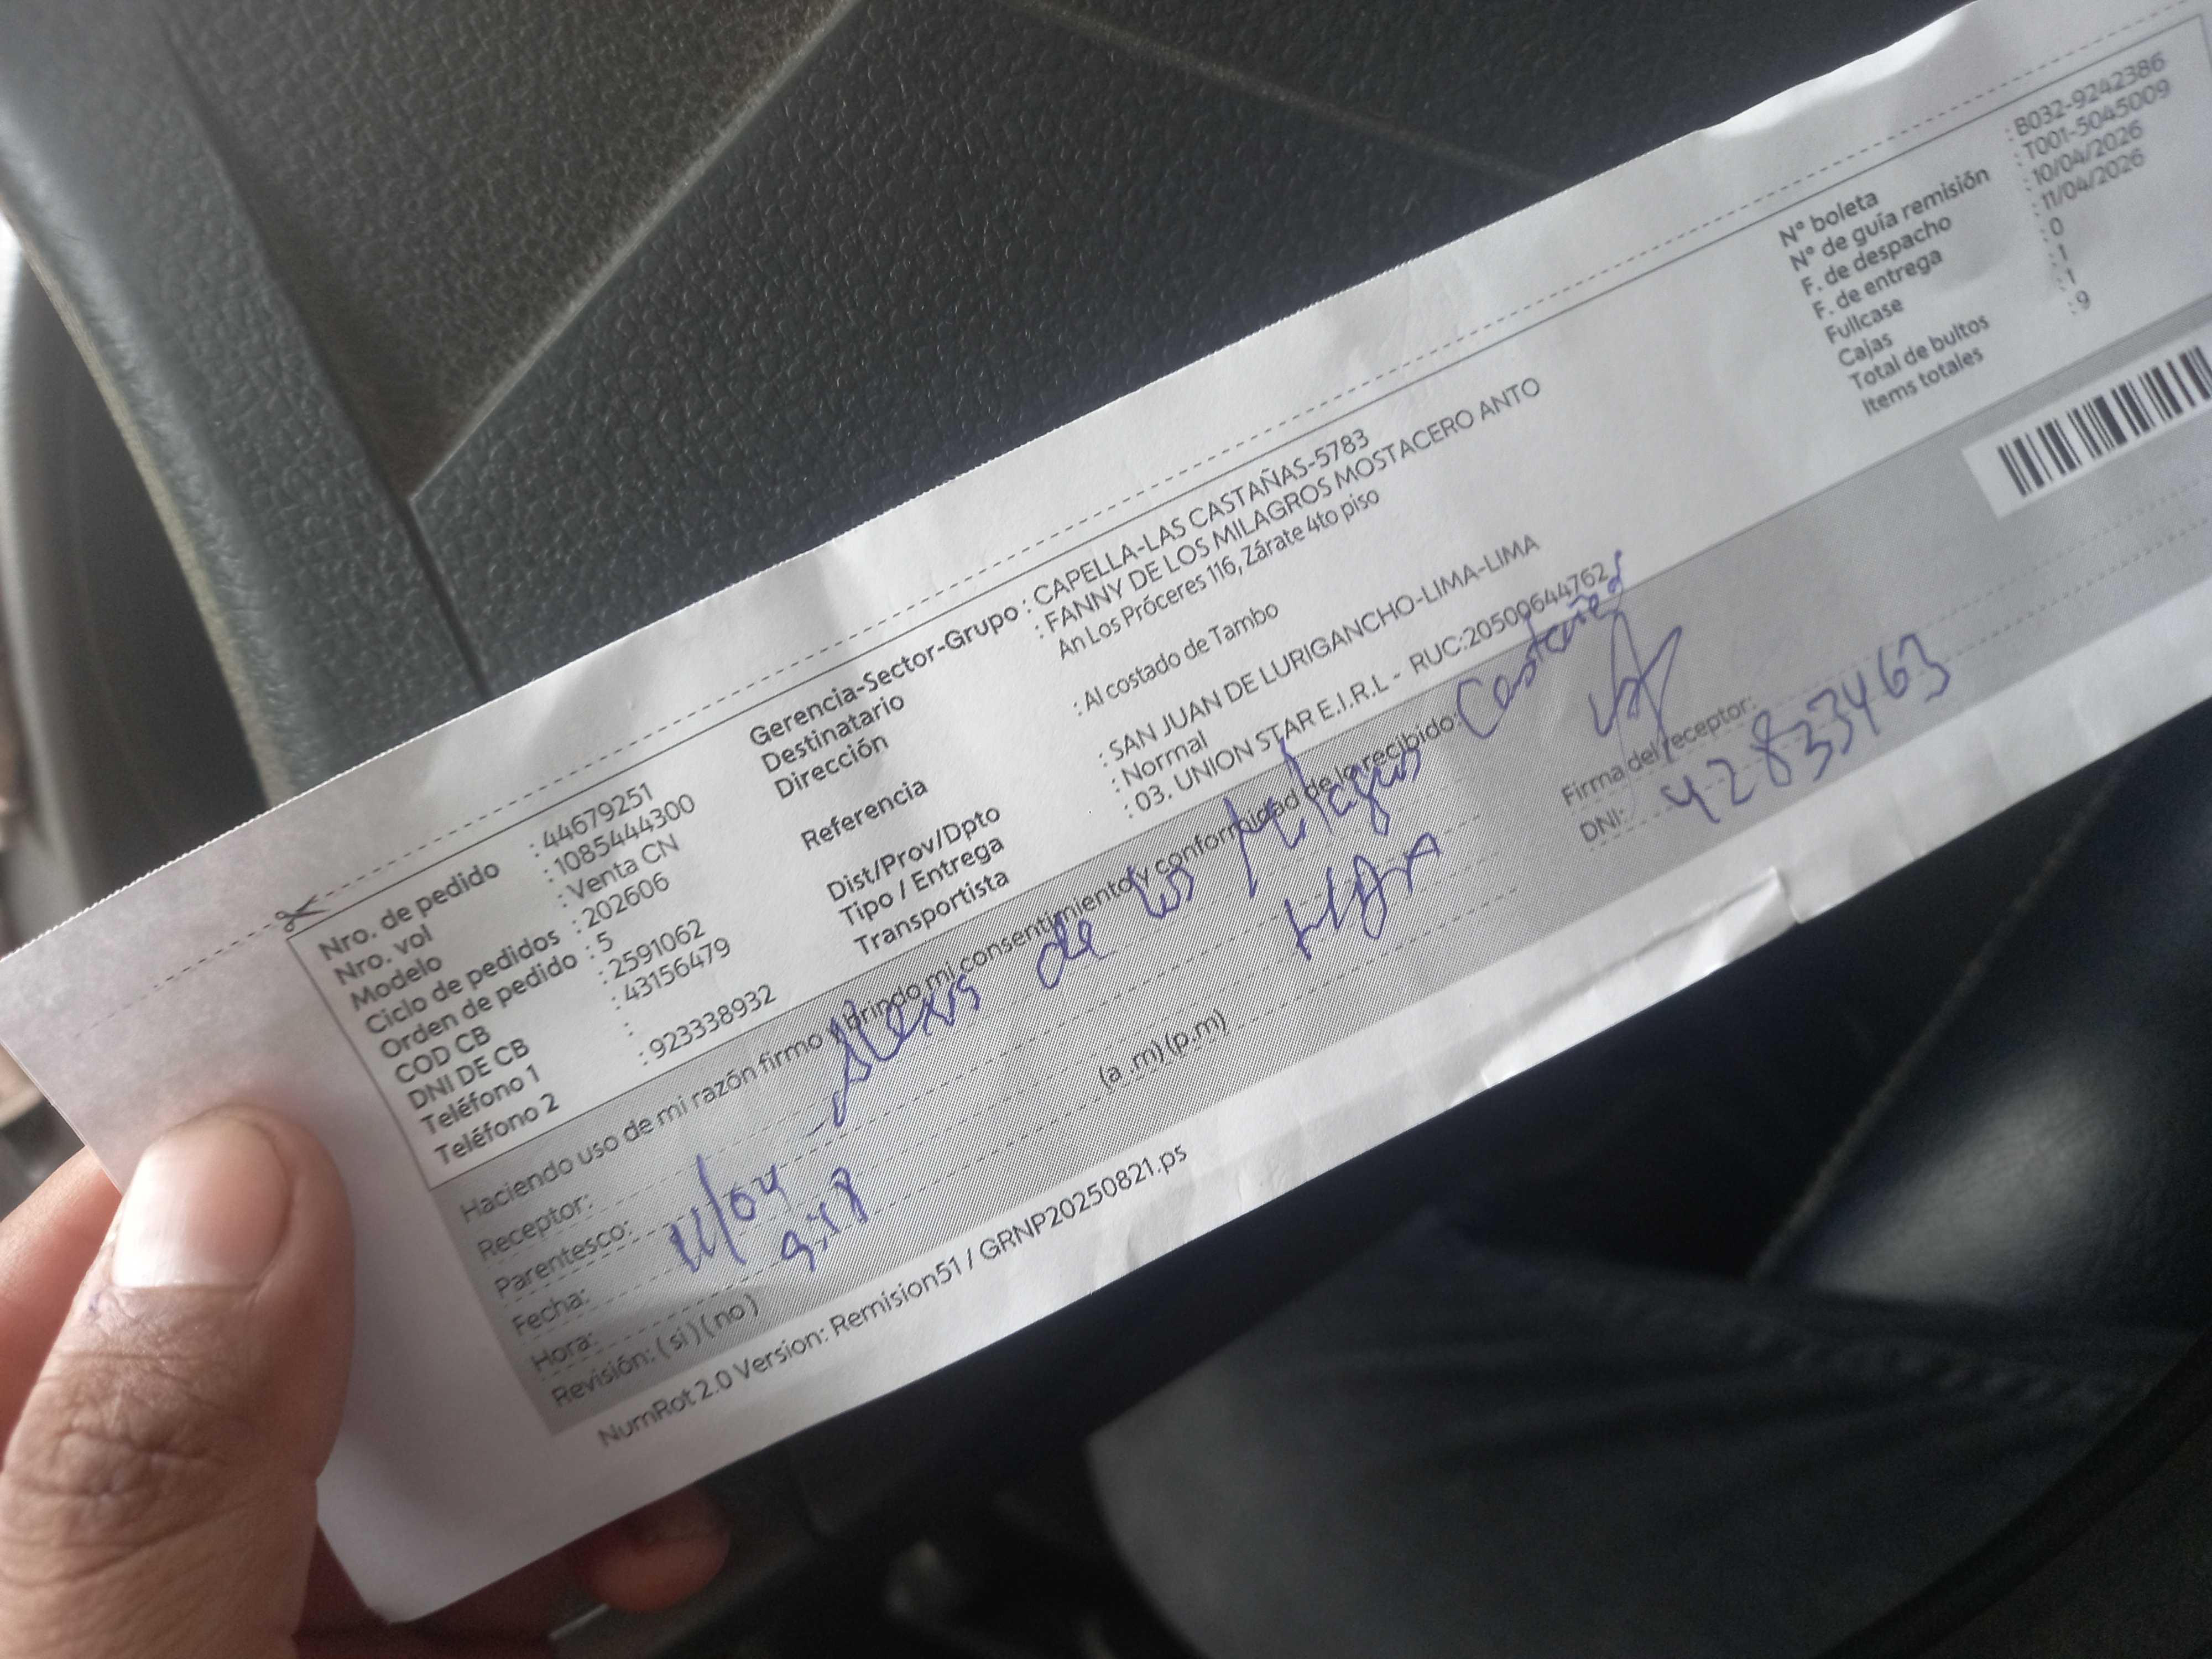 Nro. de pedido : 44679251
Nro. vol : 1085444300
Modelo : Venta CN
Ciclo de pedidos : 202606
Orden de pedido : 5
COD CB : 2591062
DNI DE CB : 43156479
Teléfono 1 :
Teléfono 2 : 923338932
Gerencia-Sector-Grupo : CAPELLA-LAS CASTAÑAS-5783
Destinatario : FANNY DE LOS MILAGROS MOSTACERO ANTO
Dirección An Los Próceres 116, Zárate 4to piso
Referencia : Al costado de Tambo
Dist/Prov/Dpto : SAN JUAN DE LURIGANCHO-LIMA-LIMA
Tipo / Entrega : Normal
Transportista : 03. UNION STAR E.I.R.L - RUC:20500644762
N° boleta : B032-9242386
N° de guía remisión : T001-5045009
F. de despacho : 10/04/2026
F. de entrega : 11/04/2026
Fullcase : 0
Cajas : 1
Total de bultos : 1
Items totales : 9
Haciendo uso de mi razón firmo y brindo mi consentimiento y conformidad de lo recibido:
Receptor: Alexis de los Milagros Castañeda
Parentesco:
Fecha: 11/04
Hora: (a .m) (p.m)
Revisión: ( si ) ( no )
Firma del receptor:
DNI: 42833463
NumRot 2.0 Version: Remision51 / GRNP20250821.ps